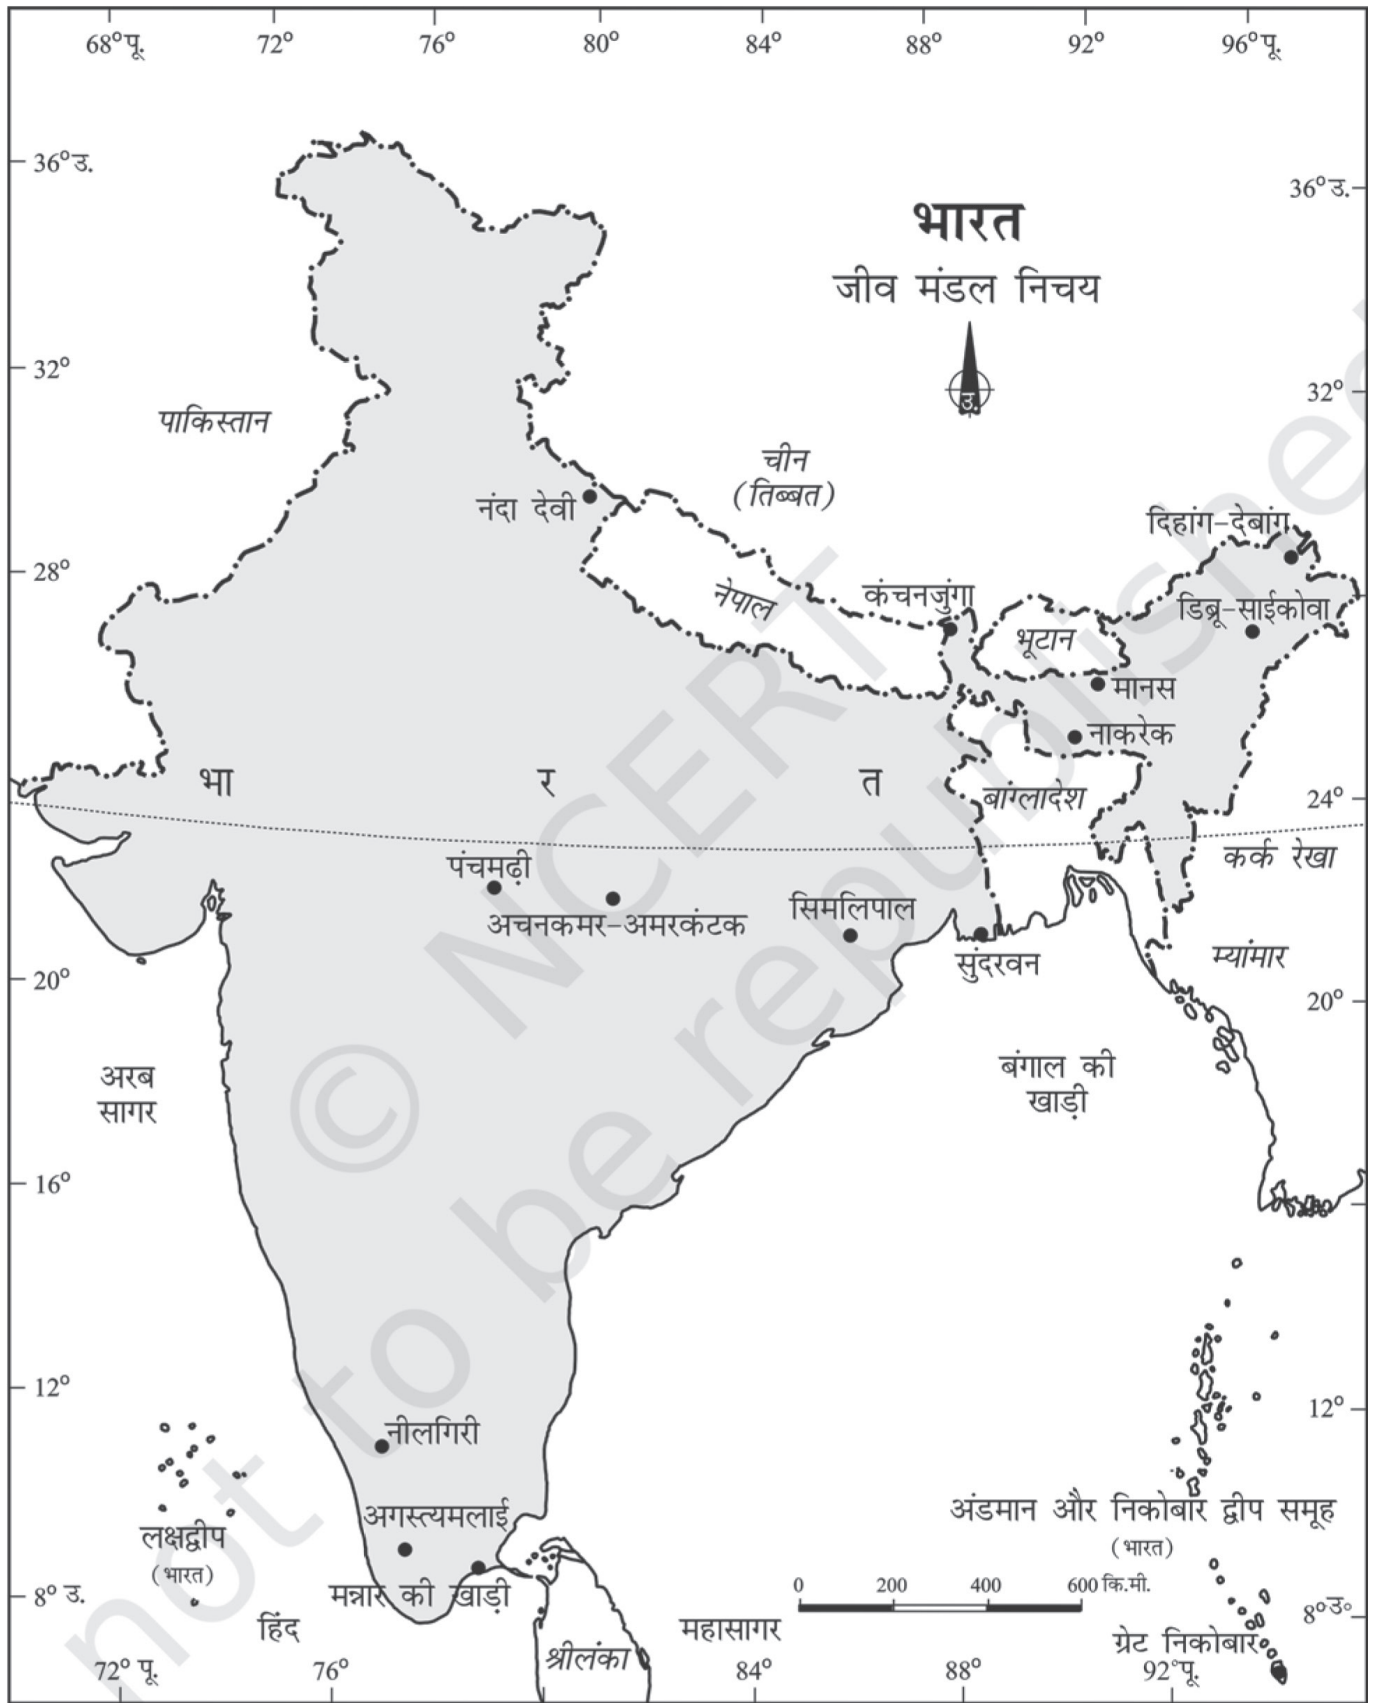 68° पू.
72°
76°
80°
84°
88°
92°
96° पू.
36° उ.
36° उ.
भारत
जीव मंडल निचय
उ
32°
32°
पाकिस्तान
चीन
(तिब्बत)
नंदा देवी
दिहांग-देबांग
28°
नेपाल
कंचनजुंगा
डिब्रू-साईकोवा
भूटान
मानस
नाकरेक
भा र त
बांग्लादेश
24°
कर्क रेखा
पंचमढ़ी
अचनकमर-अमरकंटक
सिमलिपाल
सुंदरवन
म्यांमार
20°
20°
अरब
सागर
बंगाल की
खाड़ी
16°
12°
12°
नीलगिरी
अगस्त्यमलाई
मन्नार की खाड़ी
लक्षद्वीप
(भारत)
अंडमान और निकोबार द्वीप समूह
(भारत)
0 200 400 600 कि.मी.
8° उ.
8° उ.
हिंद
महासागर
श्रीलंका
ग्रेट निकोबार
72° पू.
76°
84°
88°
92° पू.
© NCERT
not to be republished